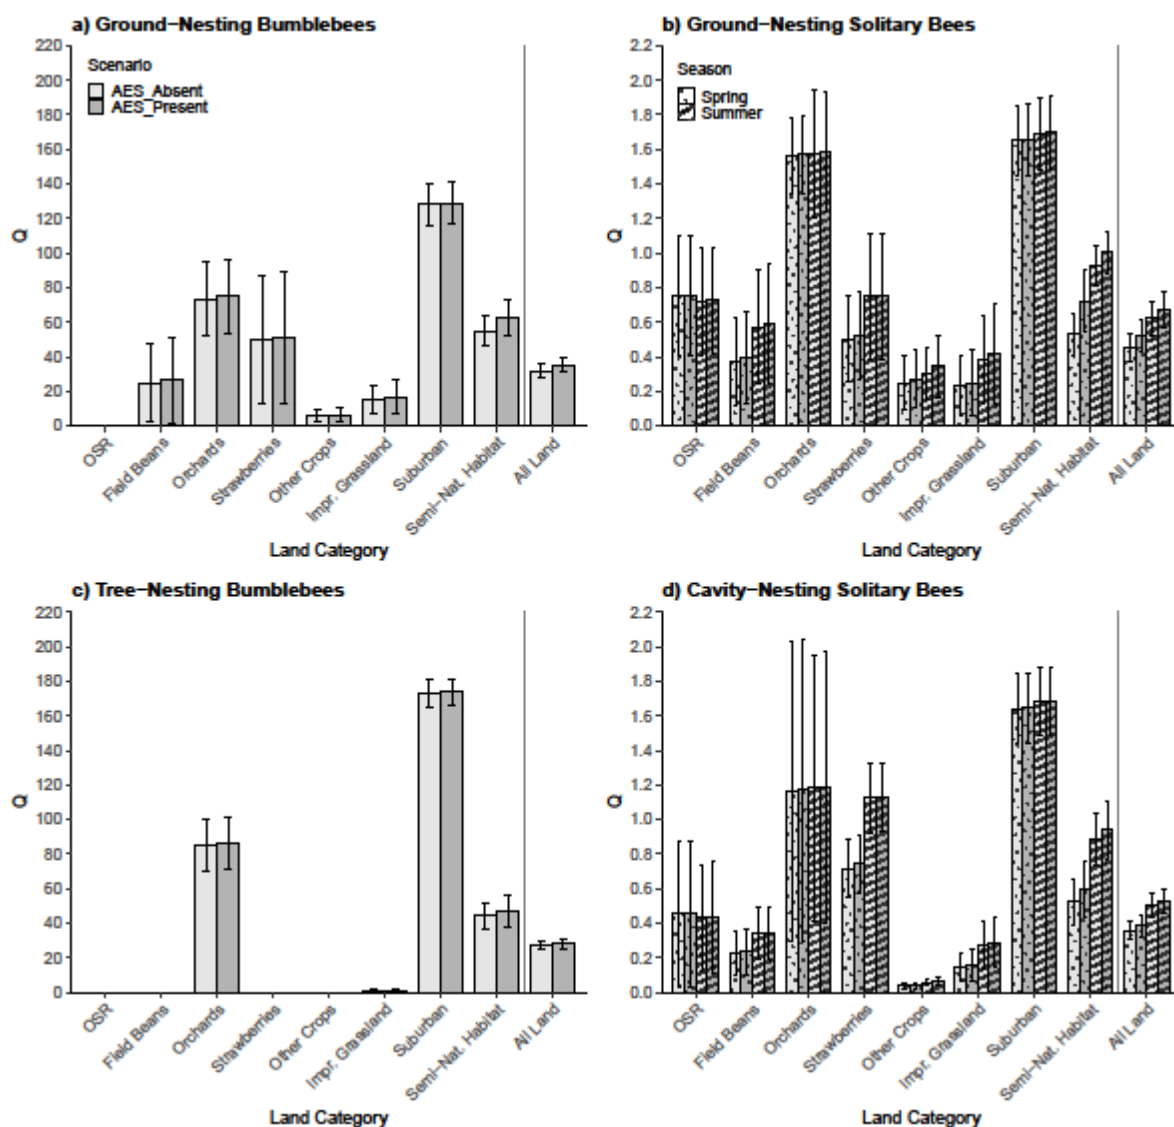 a) Ground-Nesting Bumblebees
220
200
180
160
140
120
100
80
60
40
20
0
Q
Scenario
AES_Absent
AES_Present
OSR
Field Beans
Orchards
Strawberries
Other Crops
Impr. Grassland
Suburban
Semi-Nat. Habitat
All Land
Land Category
b) Ground-Nesting Solitary Bees
2.2
2.0
1.8
1.6
1.4
1.2
1.0
0.8
0.6
0.4
0.2
0.0
Q
Season
Spring
Summer
OSR
Field Beans
Orchards
Strawberries
Other Crops
Impr. Grassland
Suburban
Semi-Nat. Habitat
All Land
Land Category
c) Tree-Nesting Bumblebees
220
200
180
160
140
120
100
80
60
40
20
0
Q
OSR
Field Beans
Orchards
Strawberries
Other Crops
Impr. Grassland
Suburban
Semi-Nat. Habitat
All Land
Land Category
d) Cavity-Nesting Solitary Bees
2.2
2.0
1.8
1.6
1.4
1.2
1.0
0.8
0.6
0.4
0.2
0.0
Q
OSR
Field Beans
Orchards
Strawberries
Other Crops
Impr. Grassland
Suburban
Semi-Nat. Habitat
All Land
Land Category